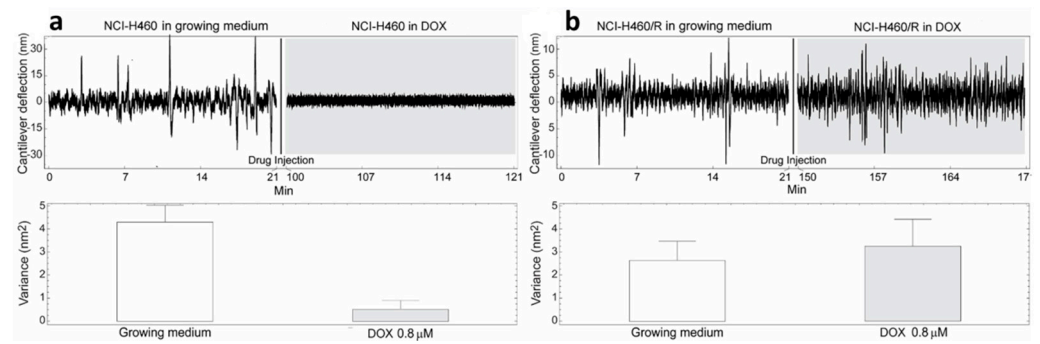 a
NCI-H460 in growing medium
NCI-H460 in DOX
Cantilever deflection (nm)
30
15
0
-15
-30
Drug Injection
0 7 14 21 100 107 114 121
Min
Variance (nm2)
5
4
3
2
1
0
Growing medium
DOX 0.8 µM
b
NCI-H460/R in growing medium
NCI-H460/R in DOX
Cantilever deflection (nm)
10
5
0
5
-10
Drug Injection
0 7 14 21 150 157 164 171
Min
Variance (nm2)
5
4
3
2
1
0
Growing medium
DOX 0.8 µM